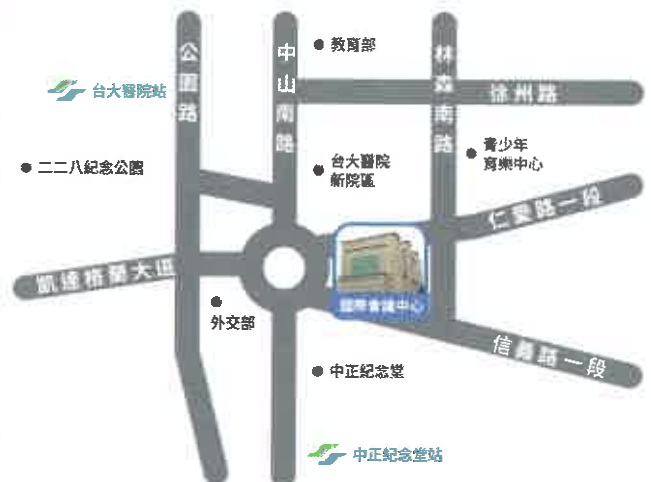 公園路
中山南路
教育部
林森南路
徐州路
台大醫院站
青少年
育樂中心
台大醫院
新院區
二二八紀念公園
仁愛路一段
凱達格蘭大道
國際會議中心
外交部
信義路一段
中正紀念堂
中正紀念堂站